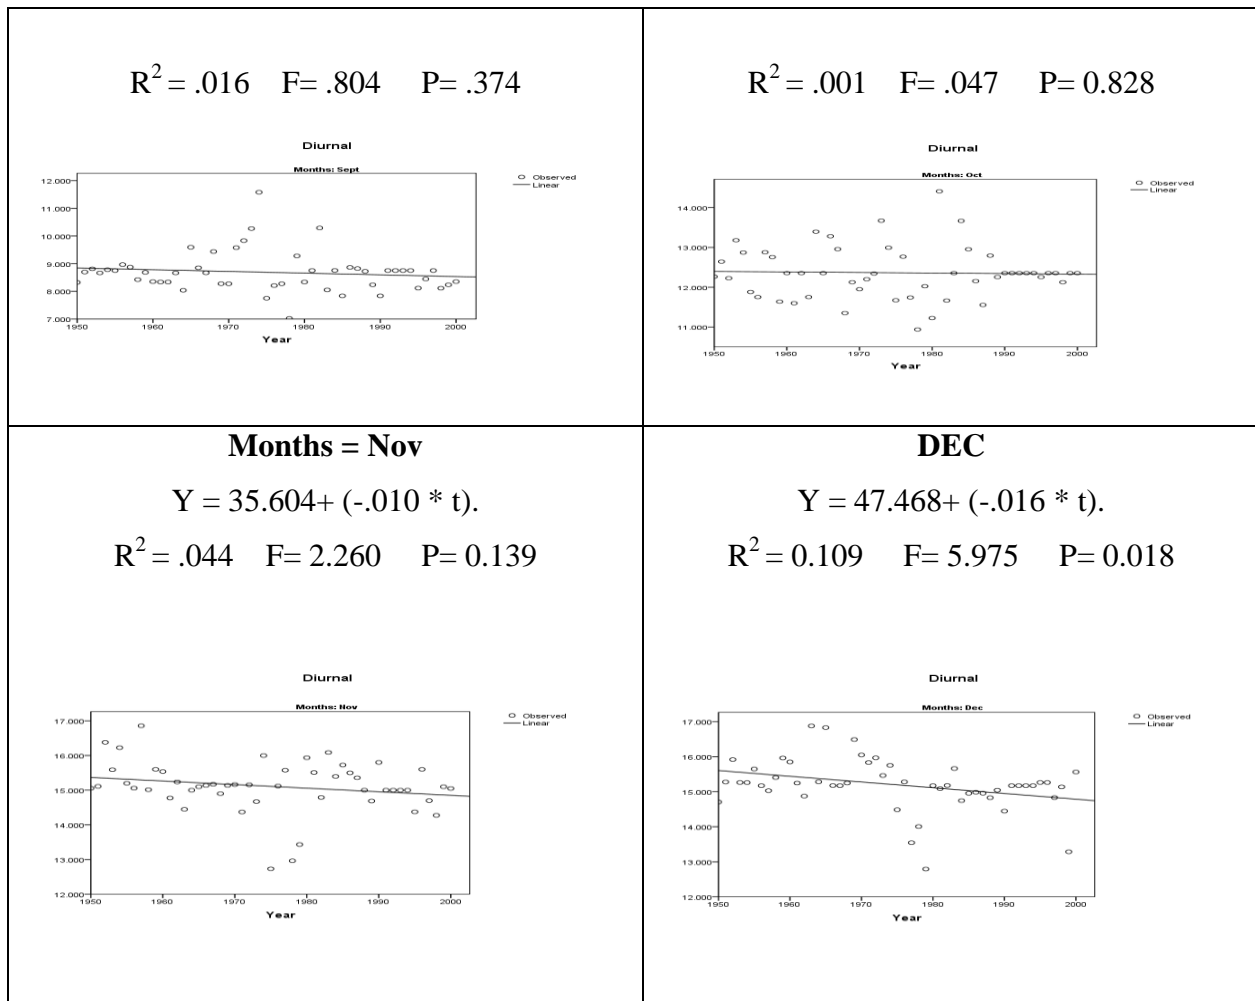 R² = .016 F= .804 P= .374
Diurnal
Months: Sept
Observed
Linear
12.000
11.000
10.000
9.000
8.000
7.000
1950 1960 1970 1980 1990 2000
Year
R² = .001 F= .047 P= 0.828
Diurnal
Months: Oct
Observed
Linear
14.000
13.000
12.000
11.000
1950 1960 1970 1980 1990 2000
Year
Months = Nov
Y = 35.604+ (-.010 * t).
R² = .044 F= 2.260 P= 0.139
Diurnal
Months: Nov
Observed
Linear
17.000
16.000
15.000
14.000
13.000
12.000
1950 1960 1970 1980 1990 2000
Year
DEC
Y = 47.468+ (-.016 * t).
R² = 0.109 F= 5.975 P= 0.018
Diurnal
Months: Dec
Observed
Linear
17.000
16.000
15.000
14.000
13.000
12.000
1950 1960 1970 1980 1990 2000
Year